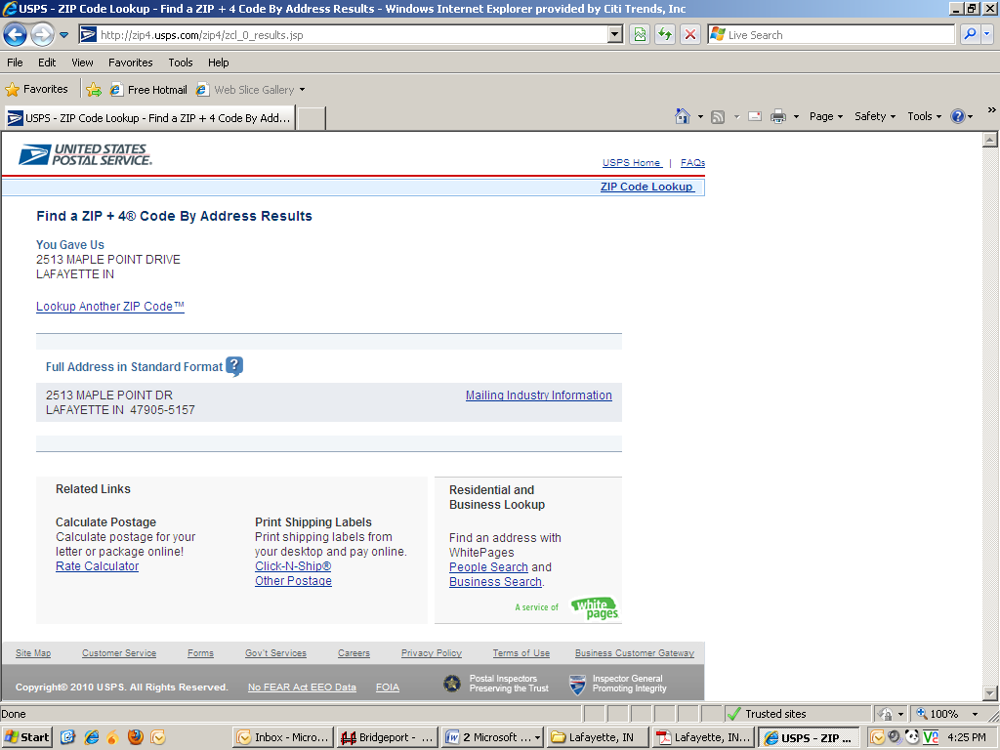 USPS - ZIP Code Lookup - Find a ZIP + 4 Code By Address Results - Windows Internet Explorer provided by Citi Trends, Inc
http://zip4.usps.com/zip4/zcl_0_results.jsp
Live Search
File Edit View Favorites Tools Help
Favorites Free Hotmail Web Slice Gallery
USPS - ZIP Code Lookup - Find a ZIP + 4 Code By Add...
Page Safety Tools
UNITED STATES
POSTAL SERVICE®
USPS Home | FAQs
ZIP Code Lookup
Find a ZIP + 4® Code By Address Results
You Gave Us
2513 MAPLE POINT DRIVE
LAFAYETTE IN
Lookup Another ZIP Code™
Full Address in Standard Format ?
2513 MAPLE POINT DR
LAFAYETTE IN 47905-5157
Mailing Industry Information
Related Links
Calculate Postage
Calculate postage for your
letter or package online!
Rate Calculator
Print Shipping Labels
Print shipping labels from
your desktop and pay online.
Click-N-Ship®
Other Postage
Residential and
Business Lookup
Find an address with
WhitePages
People Search and
Business Search.
A service of white
pages
Site Map Customer Service Forms Gov't Services Careers Privacy Policy Terms of Use Business Customer Gateway
Copyright© 2010 USPS. All Rights Reserved. No FEAR Act EEO Data FOIA
Postal Inspectors
Preserving the Trust
Inspector General
Promoting Integrity
Done Trusted sites 100%
Start Inbox - Micro... Bridgeport - ... 2 Microsoft ... Lafayette, IN Lafayette, IN... USPS - ZIP ... 4:25 PM